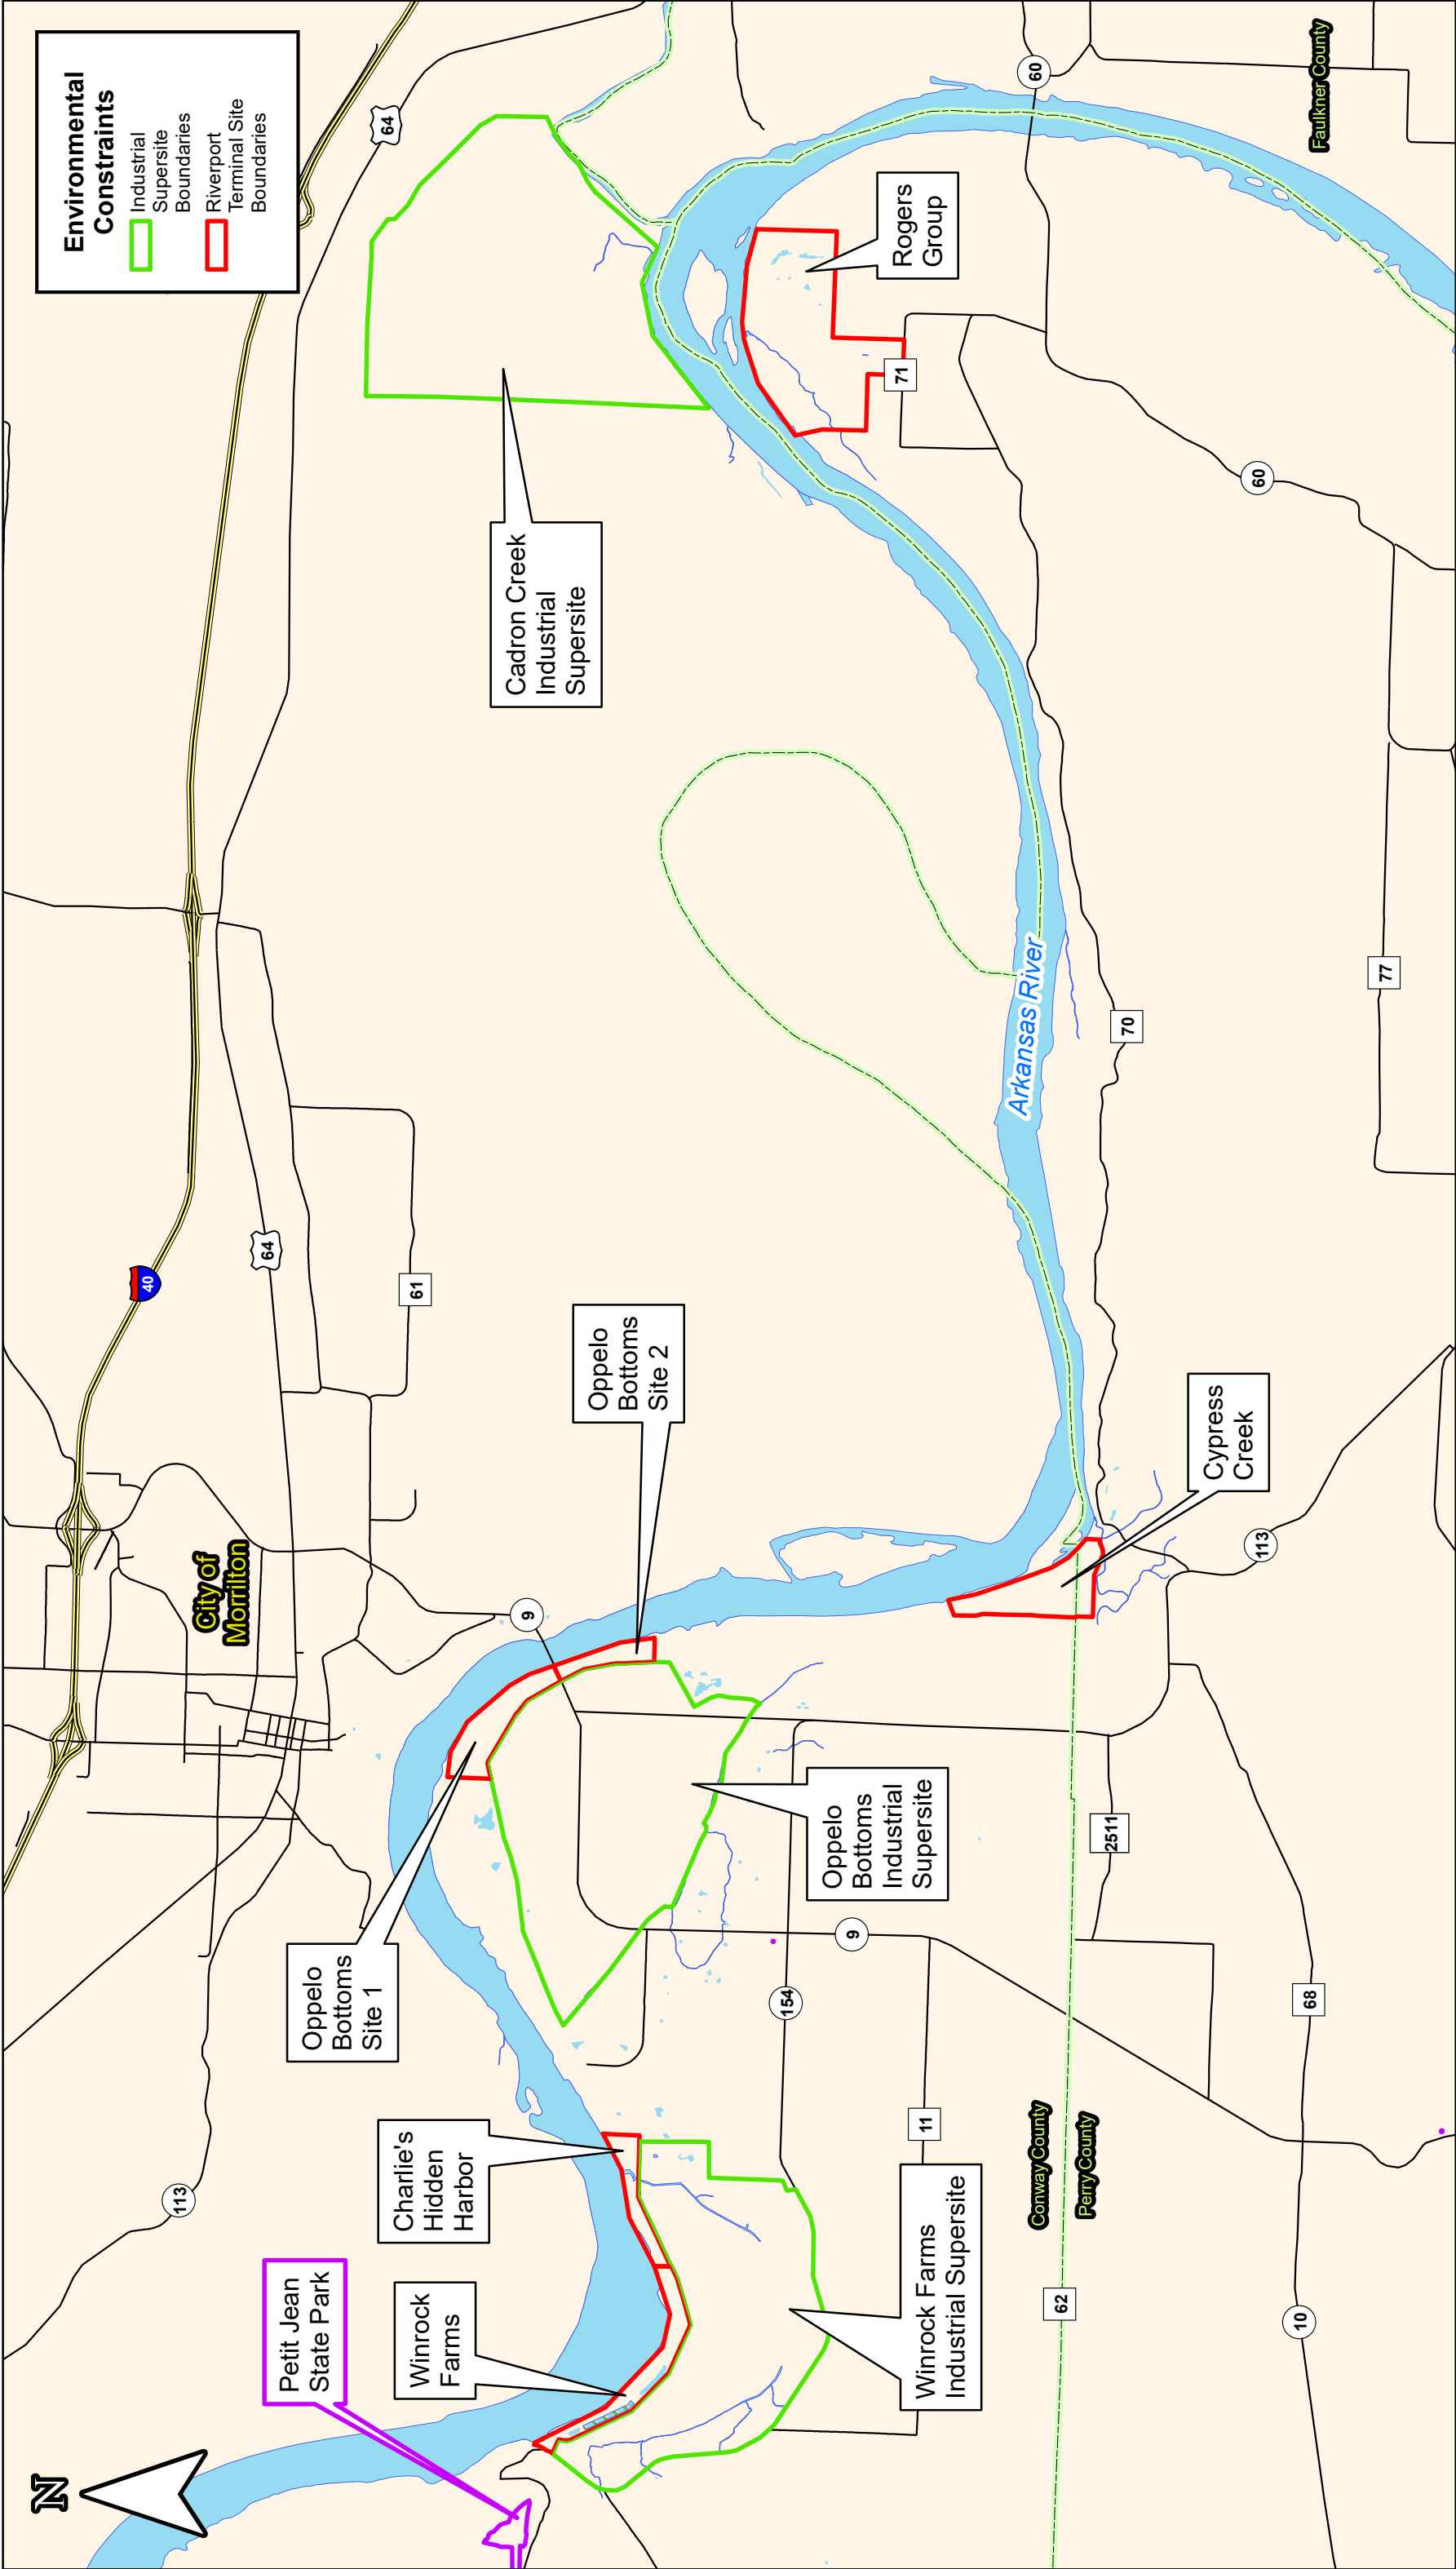 N
Environmental
Constraints
Industrial
Supersite
Boundaries
Riverport
Terminal Site
Boundaries
Petit Jean
State Park
Winrock
Farms
Charlie's
Hidden
Harbor
Oppelo
Bottoms
Site 1
City of
Morrilton
Oppelo
Bottoms
Site 2
Cadron Creek
Industrial
Supersite
Rogers
Group
Winrock Farms
Industrial Supersite
Oppelo
Bottoms
Industrial
Supersite
Cypress
Creek
Arkansas River
Conway County
Perry County
Faulkner County
113
40
64
64
61
9
9
154
11
62
10
68
2511
113
70
77
71
60
60